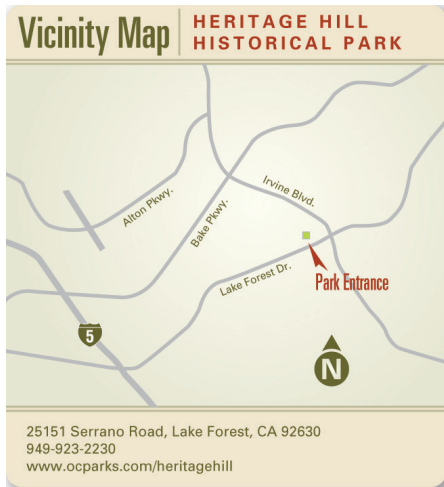 Vicinity Map
HERITAGE HILL
HISTORICAL PARK
Irvine Blvd.
Alton Pkwy.
Bake Pkwy.
Lake Forest Dr.
Park Entrance
5
N
25151 Serrano Road, Lake Forest, CA 92630
949-923-2230
www.ocparks.com/heritagehill